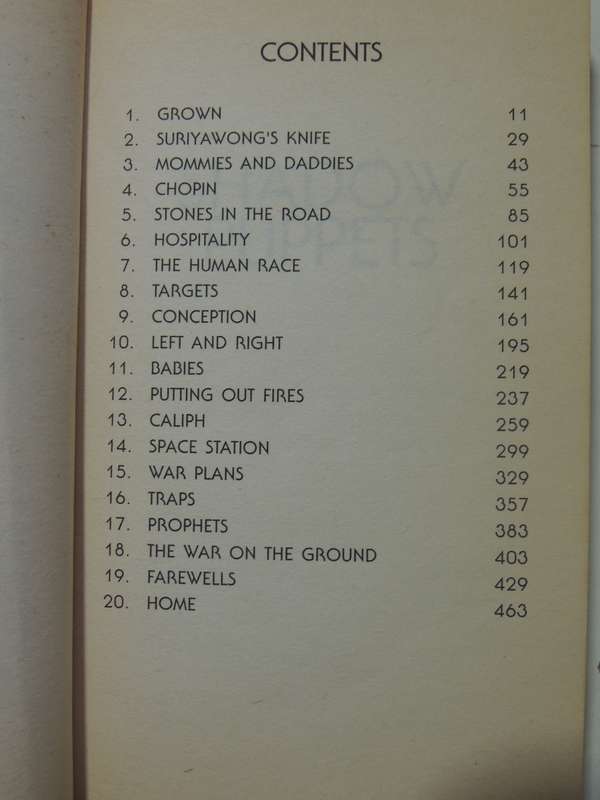 CONTENTS
1. GROWN 11
2. SURIYAWONG'S KNIFE 29
3. MOMMIES AND DADDIES 43
4. CHOPIN 55
5. STONES IN THE ROAD 85
6. HOSPITALITY 101
7. THE HUMAN RACE 119
8. TARGETS 141
9. CONCEPTION 161
10. LEFT AND RIGHT 195
11. BABIES 219
12. PUTTING OUT FIRES 237
13. CALIPH 259
14. SPACE STATION 299
15. WAR PLANS 329
16. TRAPS 357
17. PROPHETS 383
18. THE WAR ON THE GROUND 403
19. FAREWELLS 429
20. HOME 463